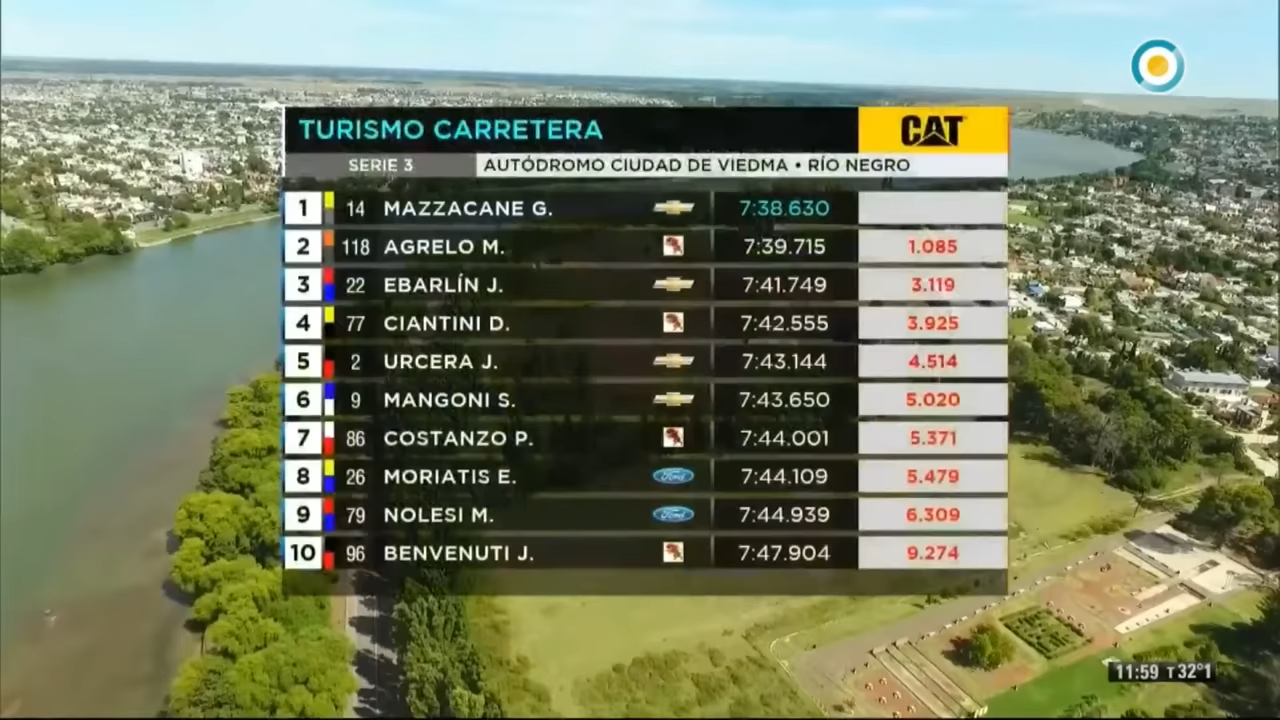 TURISMO CARRETERA CAT
SERIE 3 AUTÓDROMO CIUDAD DE VIEDMA • RÍO NEGRO
1 14 MAZZACANE G. 7:38.630
2 118 AGRELO M. 7:39.715 1.085
3 22 EBARLÍN J. 7:41.749 3.119
4 77 CIANTINI D. 7:42.555 3.925
5 2 URCERA J. 7:43.144 4.514
6 9 MANGONI S. 7:43.650 5.020
7 86 COSTANZO P. 7:44.001 5.371
8 26 MORIATIS E. Ford 7:44.109 5.479
9 79 NOLESI M. Ford 7:44.939 6.309
10 96 BENVENUTI J. 7:47.904 9.274
11:59 T 32°1